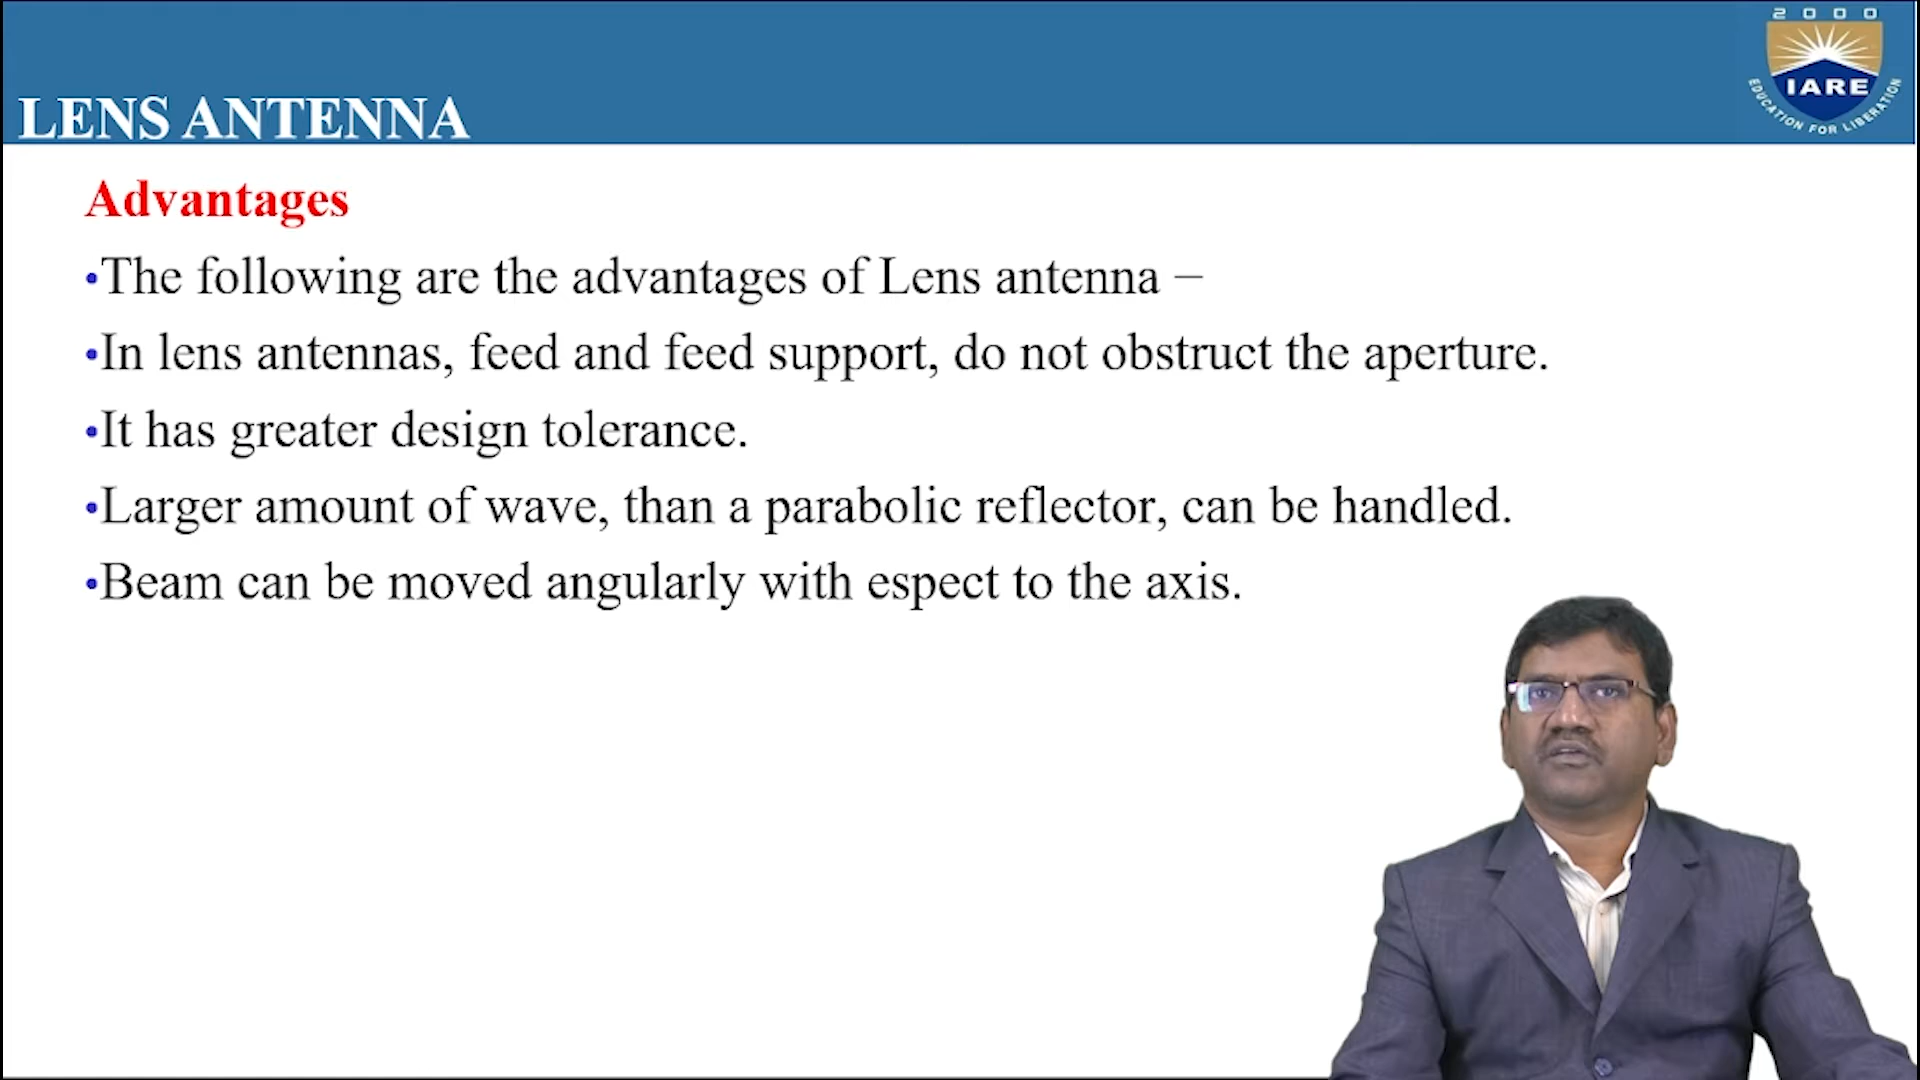 2000
IARE
EDUCATION FOR LIBERATION
LENS ANTENNA
Advantages
•The following are the advantages of Lens antenna –
•In lens antennas, feed and feed support, do not obstruct the aperture.
•It has greater design tolerance.
•Larger amount of wave, than a parabolic reflector, can be handled.
•Beam can be moved angularly with espect to the axis.